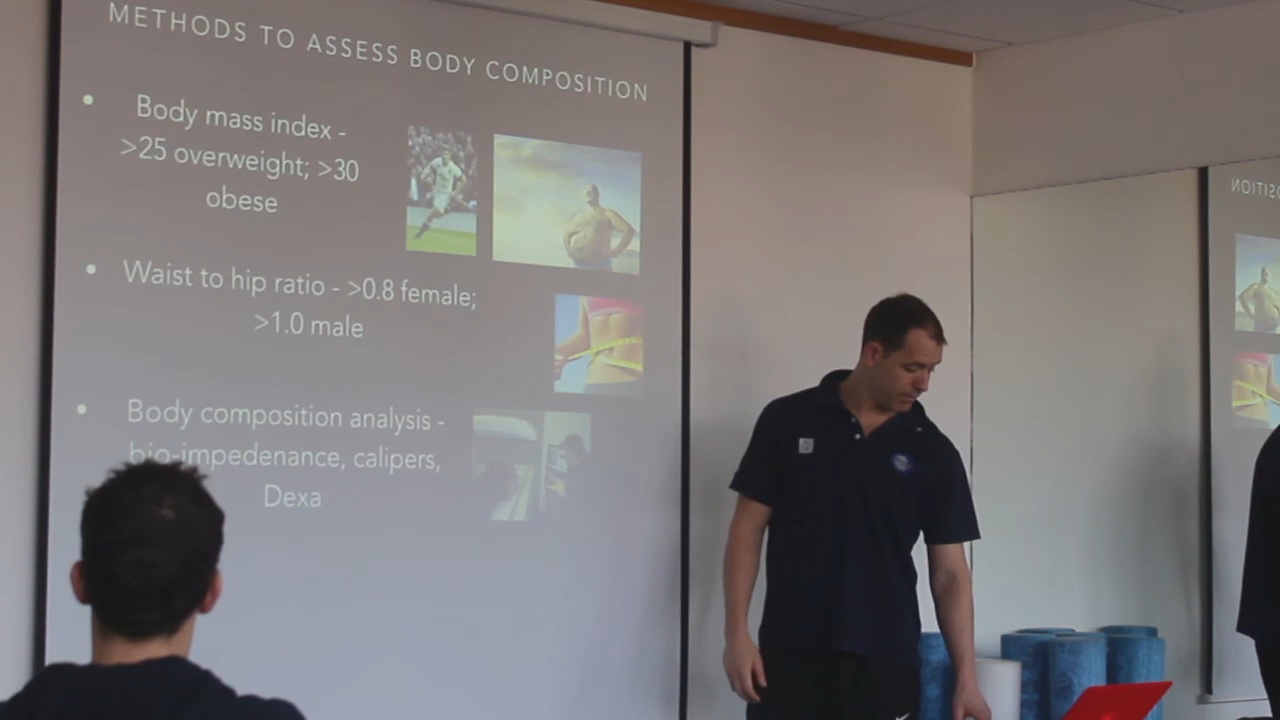 METHODS TO ASSESS BODY COMPOSITION
• Body mass index -
>25 overweight; >30
obese
• Waist to hip ratio - >0.8 female;
>1.0 male
• Body composition analysis -
bio-impedenance, calipers,
Dexa